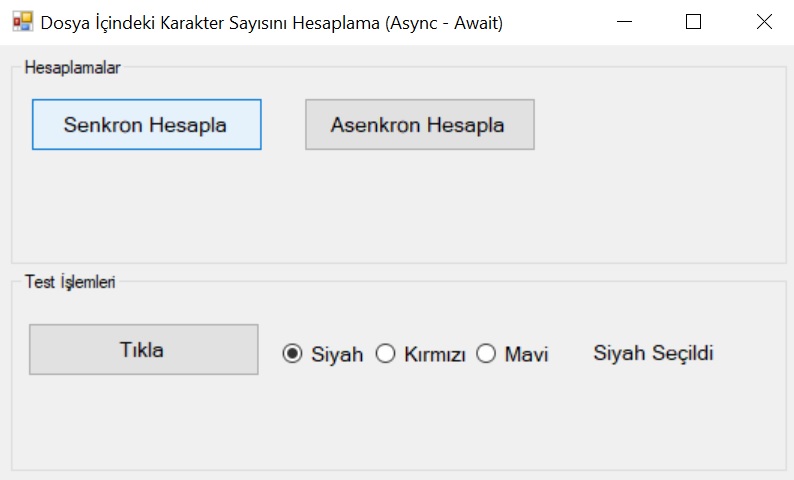 Dosya İçindeki Karakter Sayısını Hesaplama (Async - Await)
Hesaplamalar
Senkron Hesapla
Asenkron Hesapla
Test İşlemleri
Tıkla
Siyah
Kırmızı
Mavi
Siyah Seçildi